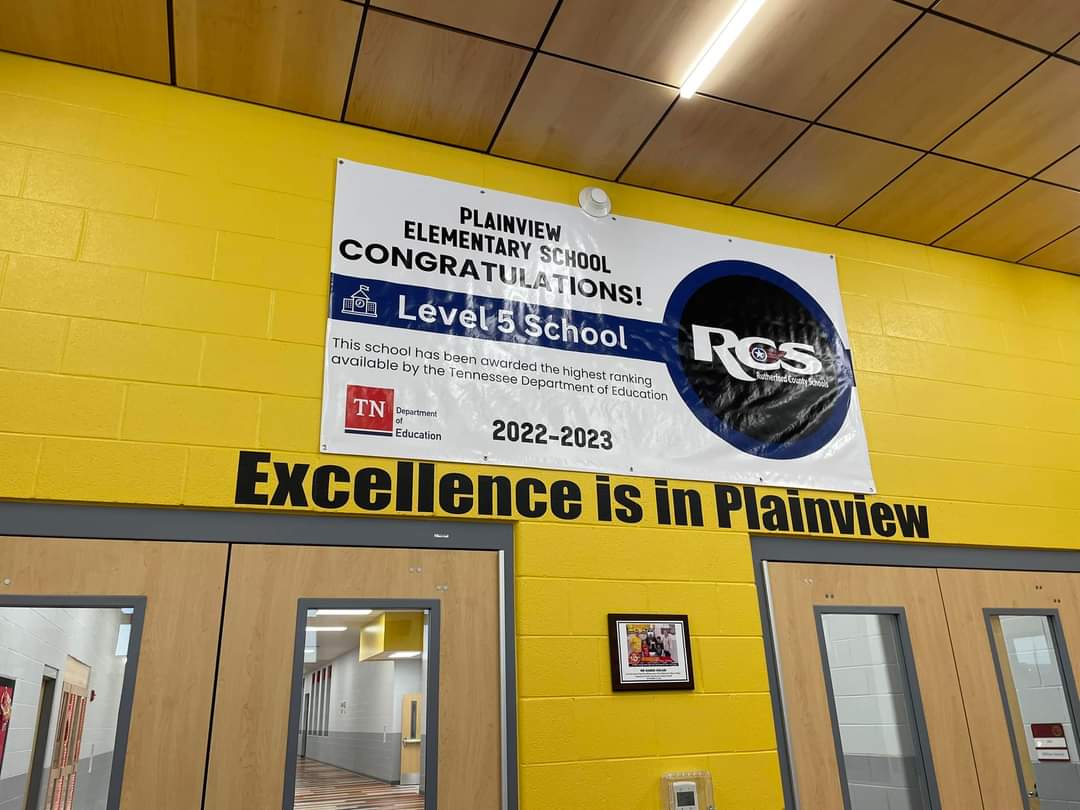 PLAINVIEW
ELEMENTARY SCHOOL
CONGRATULATIONS!
Level 5 School
This school has been awarded the highest ranking
available by the Tennessee Department of Education
TN
Department
of
Education
2022-2023
RCS
Rutherford County Schools
Excellence is in Plainview